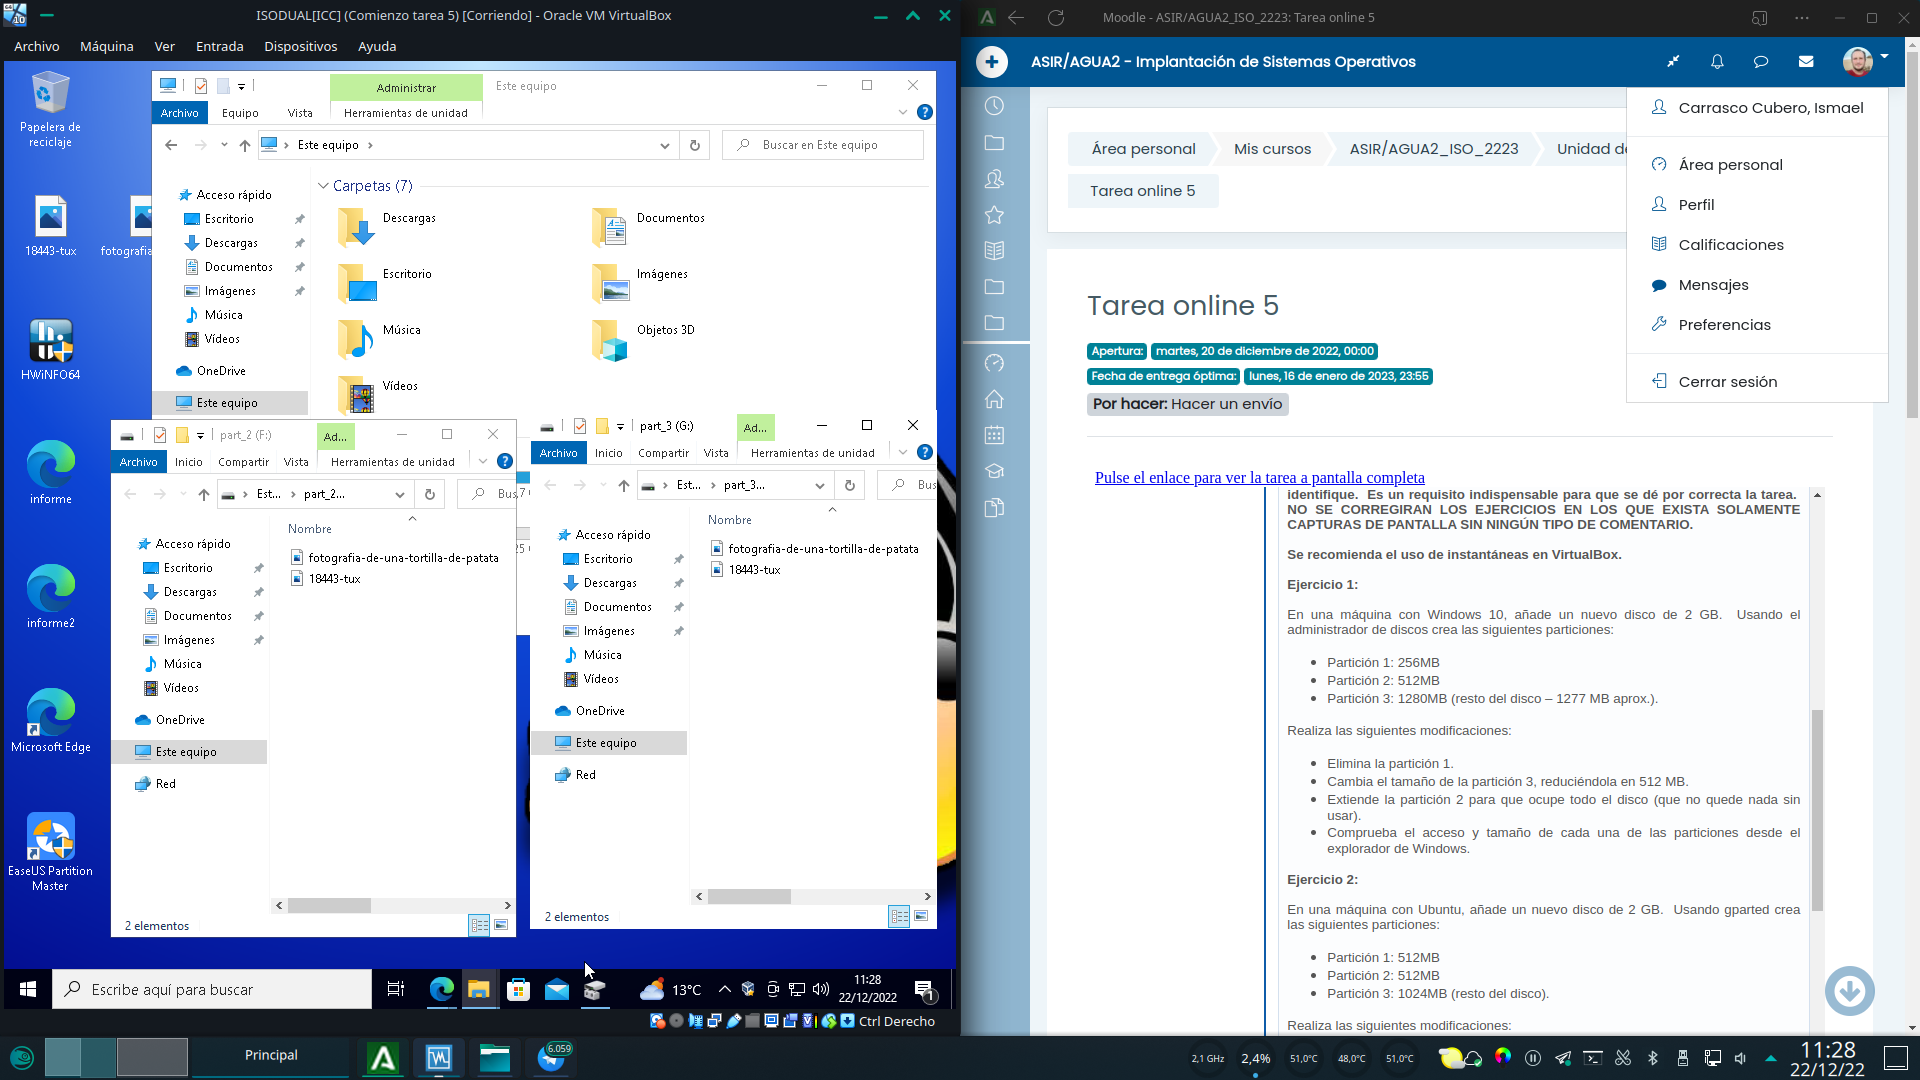 ISODUAL[ICC] (Comienzo tarea 5) [Corriendo] - Oracle VM VirtualBox
Archivo Máquina Ver Entrada Dispositivos Ayuda
Papelera de
reciclaje
18443-tux
fotografia
HWiNFO64
informe
informe2
Microsoft Edge
EaseUS Partition
Master
Administrar
Este equipo
Archivo Equipo Vista Herramientas de unidad
Este equipo
Buscar en Este equipo
Acceso rápido
Escritorio
Descargas
Documentos
Imágenes
Música
Vídeos
OneDrive
Este equipo
Carpetas (7)
Descargas
Documentos
Escritorio
Imágenes
Música
Objetos 3D
Vídeos
part_2 (F:)
Ad...
Archivo Inicio Compartir Vista Herramientas de unidad
Est... part_2...
Bus
Nombre
Acceso rápido
Escritorio
Descargas
Documentos
Imágenes
Música
Vídeos
OneDrive
Este equipo
Red
fotografia-de-una-tortilla-de-patata
18443-tux
2 elementos
part_3 (G:)
Ad...
Archivo Inicio Compartir Vista Herramientas de unidad
Est... part_3...
Bus
Nombre
Acceso rápido
Escritorio
Descargas
Documentos
Imágenes
Música
Vídeos
OneDrive
Este equipo
Red
fotografia-de-una-tortilla-de-patata
18443-tux
2 elementos
Escribe aquí para buscar
13°C
11:28
22/12/2022
1
Ctrl Derecho
Moodle - ASIR/AGUA2_ISO_2223: Tarea online 5
ASIR/AGUA2 - Implantación de Sistemas Operativos
Área personal Mis cursos ASIR/AGUA2_ISO_2223 Unidad d
Tarea online 5
Carrasco Cubero, Ismael
Área personal
Perfil
Calificaciones
Mensajes
Preferencias
Cerrar sesión
Tarea online 5
Apertura: martes, 20 de diciembre de 2022, 00:00
Fecha de entrega óptima: lunes, 16 de enero de 2023, 23:55
Por hacer: Hacer un envío
Pulse el enlace para ver la tarea a pantalla completa
identifique. Es un requisito indispensable para que se dé por correcta la tarea.
NO SE CORREGIRAN LOS EJERCICIOS EN LOS QUE EXISTA SOLAMENTE
CAPTURAS DE PANTALLA SIN NINGÚN TIPO DE COMENTARIO.
Se recomienda el uso de instantáneas en VirtualBox.
Ejercicio 1:
En una máquina con Windows 10, añade un nuevo disco de 2 GB. Usando el
administrador de discos crea las siguientes particiones:
Partición 1: 256MB
Partición 2: 512MB
Partición 3: 1280MB (resto del disco – 1277 MB aprox.).
Realiza las siguientes modificaciones:
Elimina la partición 1.
Cambia el tamaño de la partición 3, reduciéndola en 512 MB.
Extiende la partición 2 para que ocupe todo el disco (que no quede nada sin
usar).
Comprueba el acceso y tamaño de cada una de las particiones desde el
explorador de Windows.
Ejercicio 2:
En una máquina con Ubuntu, añade un nuevo disco de 2 GB. Usando gparted crea
las siguientes particiones:
Partición 1: 512MB
Partición 2: 512MB
Partición 3: 1024MB (resto del disco).
Realiza las siguientes modificaciones:
Principal
6.059
2,1 GHz
2,4%
51,0°C
48,0°C
51,0°C
11:28
22/12/22